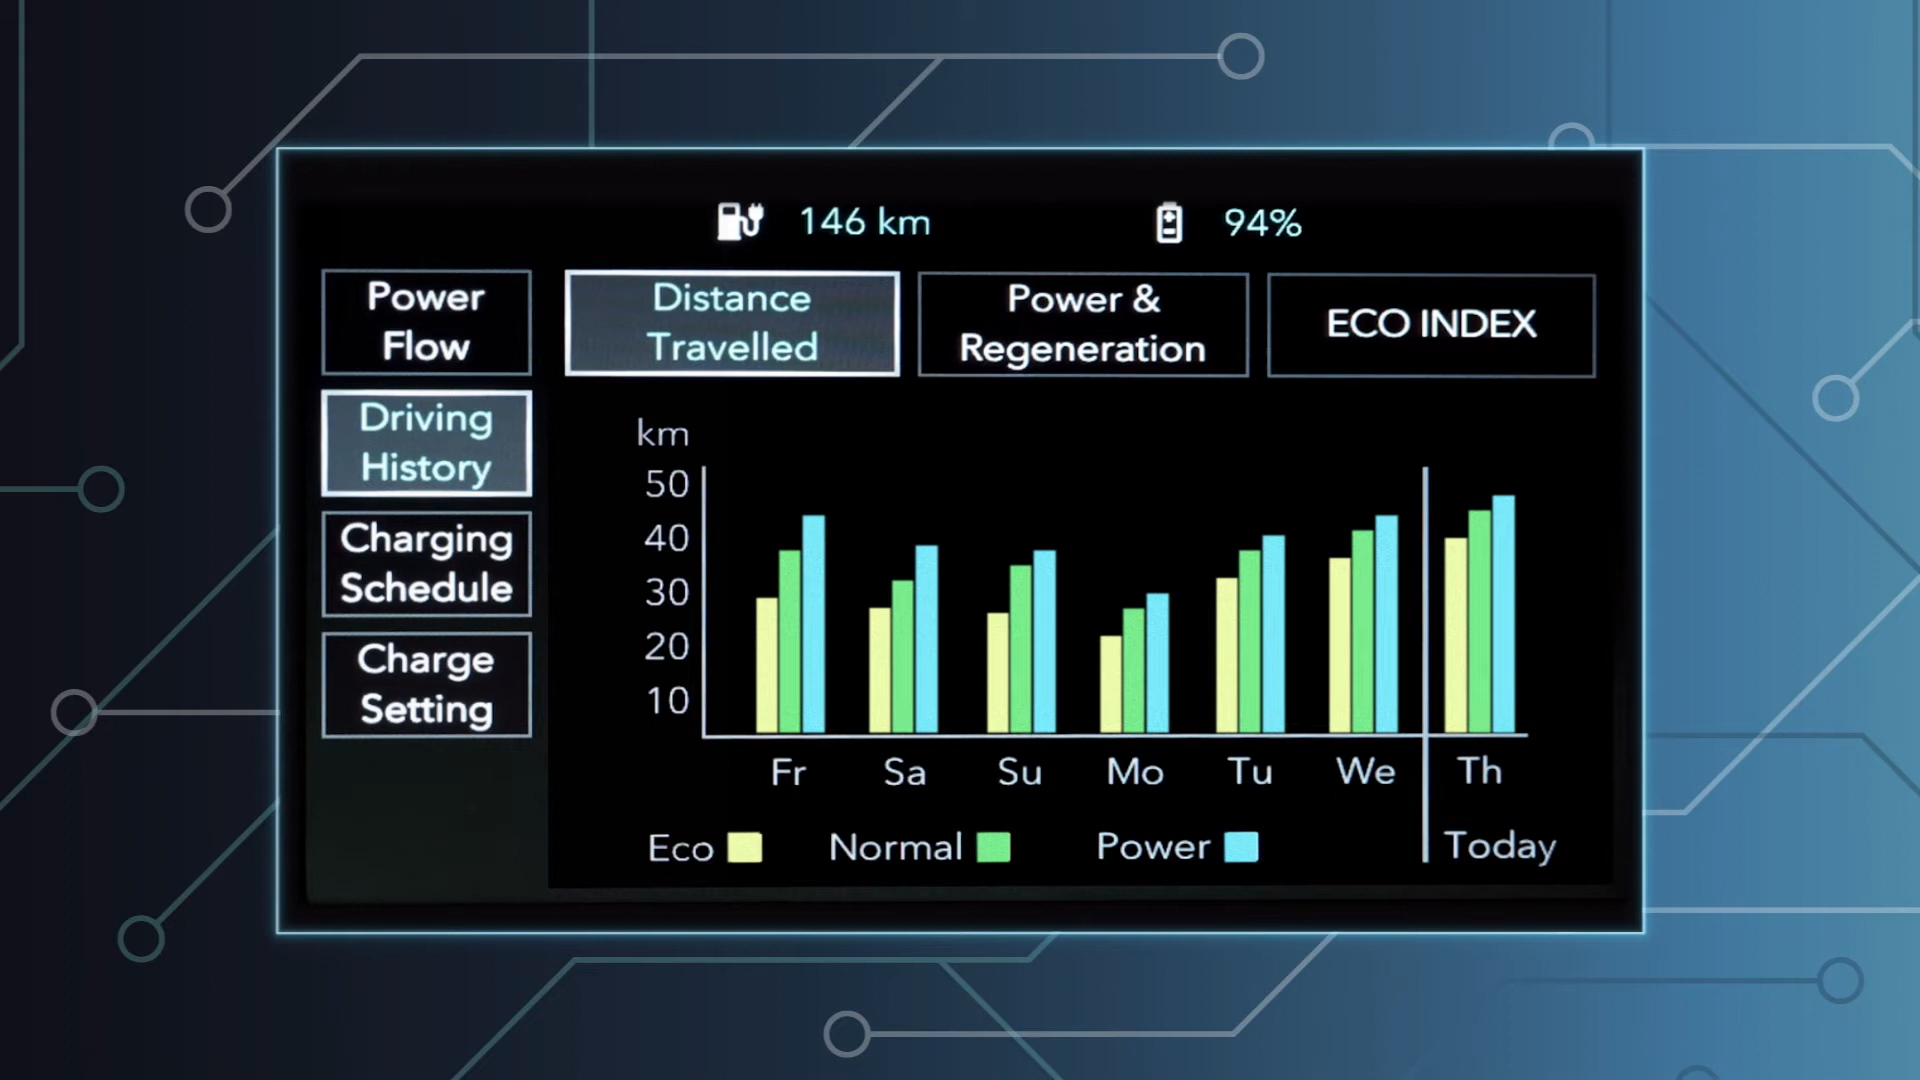 146 km
94%
Power
Flow
Driving
History
Charging
Schedule
Charge
Setting
Distance
Travelled
Power &
Regeneration
ECO INDEX
km
50
40
30
20
10
Fr Sa Su Mo Tu We Th
Eco Normal Power Today